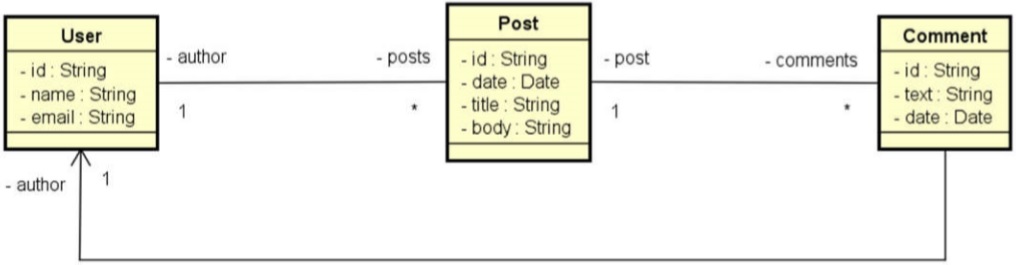 User
- id : String
- name : String
- email : String
- author
1
- posts
*
Post
- id : String
- date : Date
- title : String
- body : String
- post
1
- comments
*
Comment
- id : String
- text : String
- date : Date
- author
1